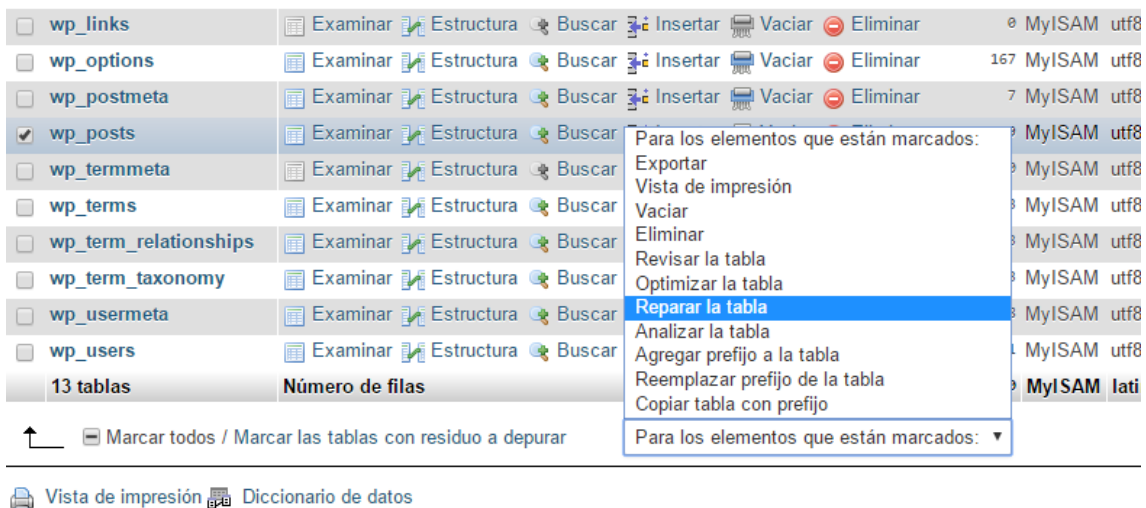 wp_links Examinar Estructura Buscar Insertar Vaciar Eliminar 0 MyISAM utf8
wp_options Examinar Estructura Buscar Insertar Vaciar Eliminar 167 MyISAM utf8
wp_postmeta Examinar Estructura Buscar Insertar Vaciar Eliminar 7 MyISAM utf8
wp_posts Examinar Estructura Buscar MyISAM utf8
wp_termmeta Examinar Estructura Buscar MyISAM utf8
wp_terms Examinar Estructura Buscar MyISAM utf8
wp_term_relationships Examinar Estructura Buscar MyISAM utf8
wp_term_taxonomy Examinar Estructura Buscar MyISAM utf8
wp_usermeta Examinar Estructura Buscar MyISAM utf8
wp_users Examinar Estructura Buscar MyISAM utf8
13 tablas Número de filas MyISAM lati
Para los elementos que están marcados:
Exportar
Vista de impresión
Vaciar
Eliminar
Revisar la tabla
Optimizar la tabla
Reparar la tabla
Analizar la tabla
Agregar prefijo a la tabla
Reemplazar prefijo de la tabla
Copiar tabla con prefijo
Marcar todos / Marcar las tablas con residuo a depurar Para los elementos que están marcados:
Vista de impresión Diccionario de datos